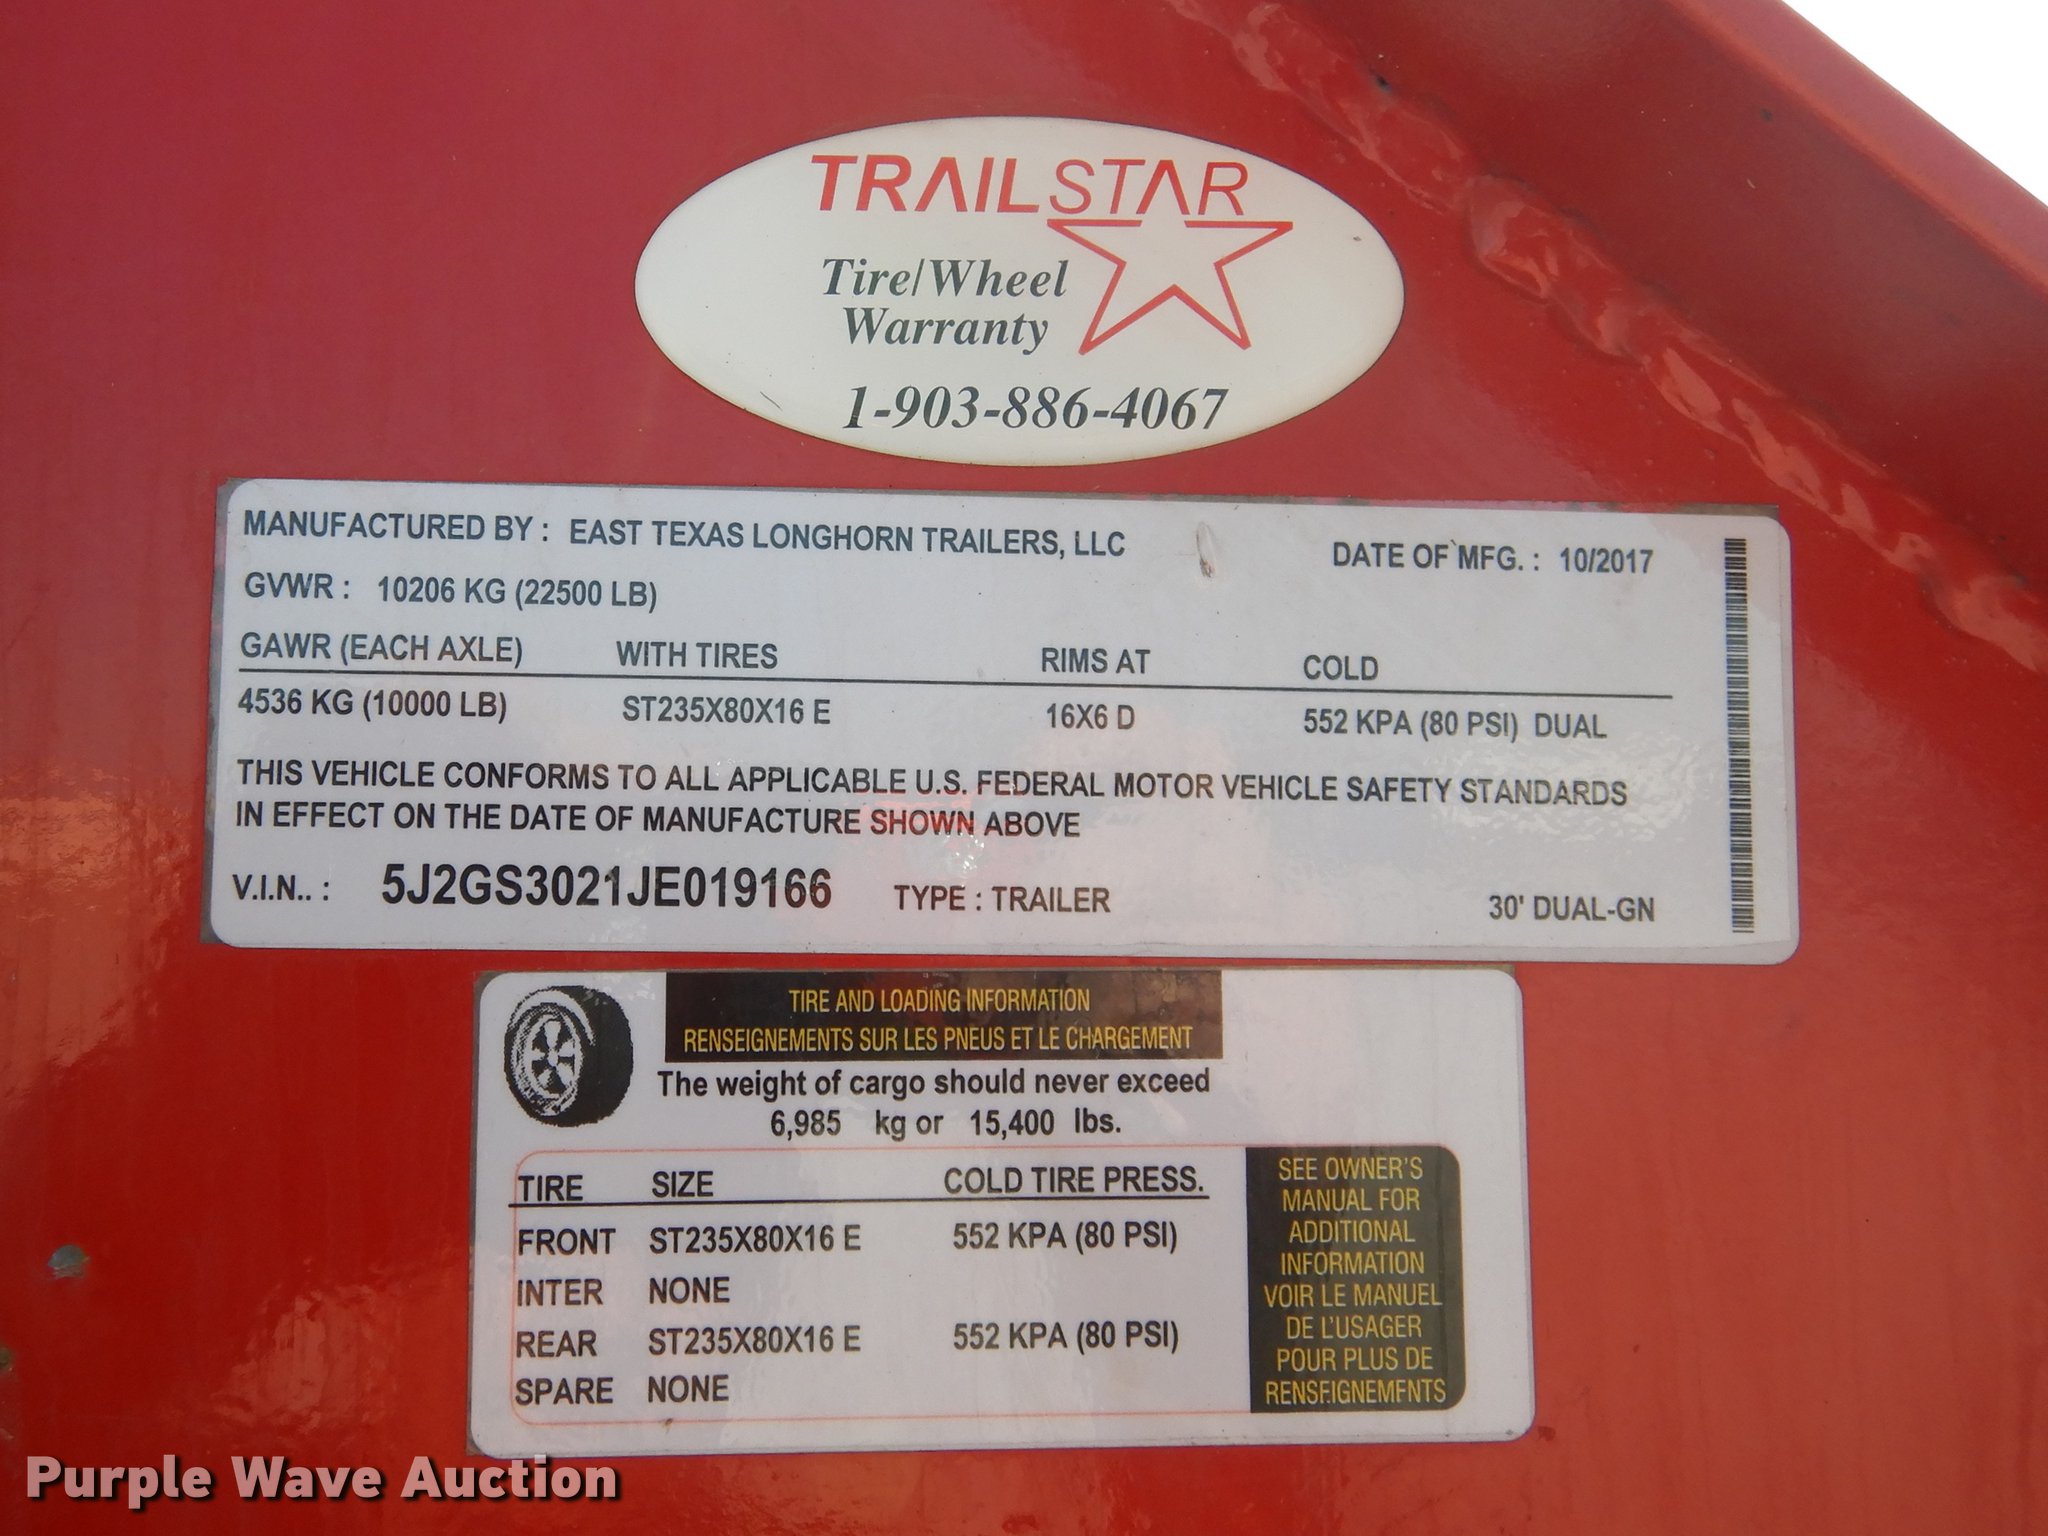 TRAILSTAR
Tire/Wheel
Warranty
1-903-886-4067
MANUFACTURED BY : EAST TEXAS LONGHORN TRAILERS, LLC DATE OF MFG. : 10/2017
GVWR : 10206 KG (22500 LB)
GAWR (EACH AXLE) WITH TIRES RIMS AT COLD
4536 KG (10000 LB) ST235X80X16 E 16X6 D 552 KPA (80 PSI) DUAL
THIS VEHICLE CONFORMS TO ALL APPLICABLE U.S. FEDERAL MOTOR VEHICLE SAFETY STANDARDS
IN EFFECT ON THE DATE OF MANUFACTURE SHOWN ABOVE
V.I.N.. : 5J2GS3021JE019166 TYPE : TRAILER 30' DUAL-GN
TIRE AND LOADING INFORMATION
RENSEIGNEMENTS SUR LES PNEUS ET LE CHARGEMENT
The weight of cargo should never exceed
6,985 kg or 15,400 lbs.
TIRE SIZE COLD TIRE PRESS.
FRONT ST235X80X16 E 552 KPA (80 PSI)
INTER NONE
REAR ST235X80X16 E 552 KPA (80 PSI)
SPARE NONE
SEE OWNER'S
MANUAL FOR
ADDITIONAL
INFORMATION
VOIR LE MANUEL
DE L'USAGER
POUR PLUS DE
RENSEIGNEMENTS
Purple Wave Auction